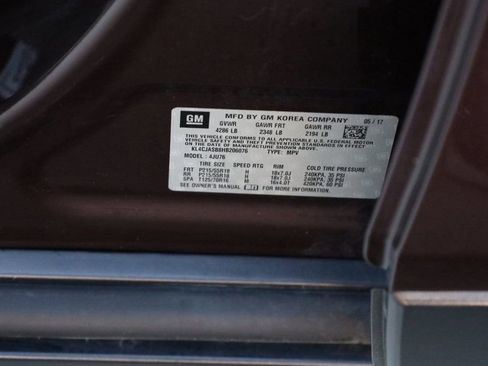 GM
MFD BY GM KOREA COMPANY 05 / 17
GVWR GAWR FRT GAWR RR
4286 LB 2348 LB 2194 LB
THIS VEHICLE CONFORMS TO ALL APPLICABLE U.S. FEDERAL MOTOR
VEHICLE SAFETY, BUMPER, AND THEFT PREVENTION STANDARDS IN EFFECT
ON THE DATE OF MANUFACTURE SHOWN ABOVE.
KL4CJASB8HB206076 TYPE: MPV
MODEL: 4JU76
TIRE SIZE SPEED RTG RIM COLD TIRE PRESSURE
FRT P215/55R18 H 18x7.0J 240KPA, 35 PSI
RR P215/55R18 H 18x7.0J 240KPA, 35 PSI
SPA T125/70R16 M 16x4.0T 420KPA, 60 PSI
SEE OWNER'S MANUAL FOR MORE INFORMATION.